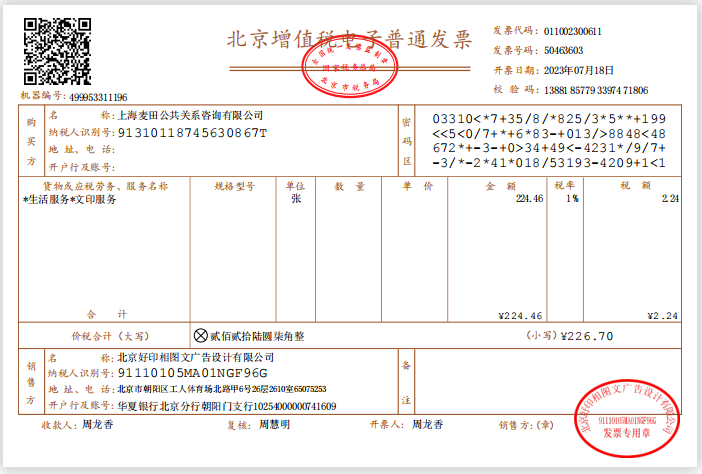 北京增值税电子普通发票
全国统一发票监制章
国家税务总局
北京市税务局
发票代码: 011002300611
发票号码: 50463603
开票日期: 2023年07月18日
校 验 码: 13881 85779 33974 71806
机器编号: 499953311196
购买方
名 称: 上海麦田公共关系咨询有限公司
纳税人识别号: 91310118745630867T
地 址、电 话:
开户行及账号:
密码区
03310<*7+35/8/*825/3*5**+199
<<5<0/7+*+6*83-+013/>8848<48
672*+-3-+0>34+49<-4231*/9/7+
-3/*-2*41*018/53193-4209+1<1
货物或应税劳务、服务名称 规格型号 单位 数 量 单 价 金 额 税率 税 额
*生活服务*文印服务 张 224.46 1% 2.24
合 计 ¥224.46 ¥2.24
价税合计（大写） ⊗贰佰贰拾陆圆柒角整 (小写)¥226.70
销售方
名 称: 北京好印相图文广告设计有限公司
纳税人识别号: 91110105MA01NGF96G
地 址、电 话: 北京市朝阳区工人体育场北路甲6号26层2610室65075253
开户行及账号: 华夏银行北京分行朝阳门支行10254000000741609
备注
收款人: 周龙香 复核: 周慧明 开票人: 周龙香 销售方:(章)
北京好印相图文广告设计有限公司
91110105MA01NGF96G
发票专用章